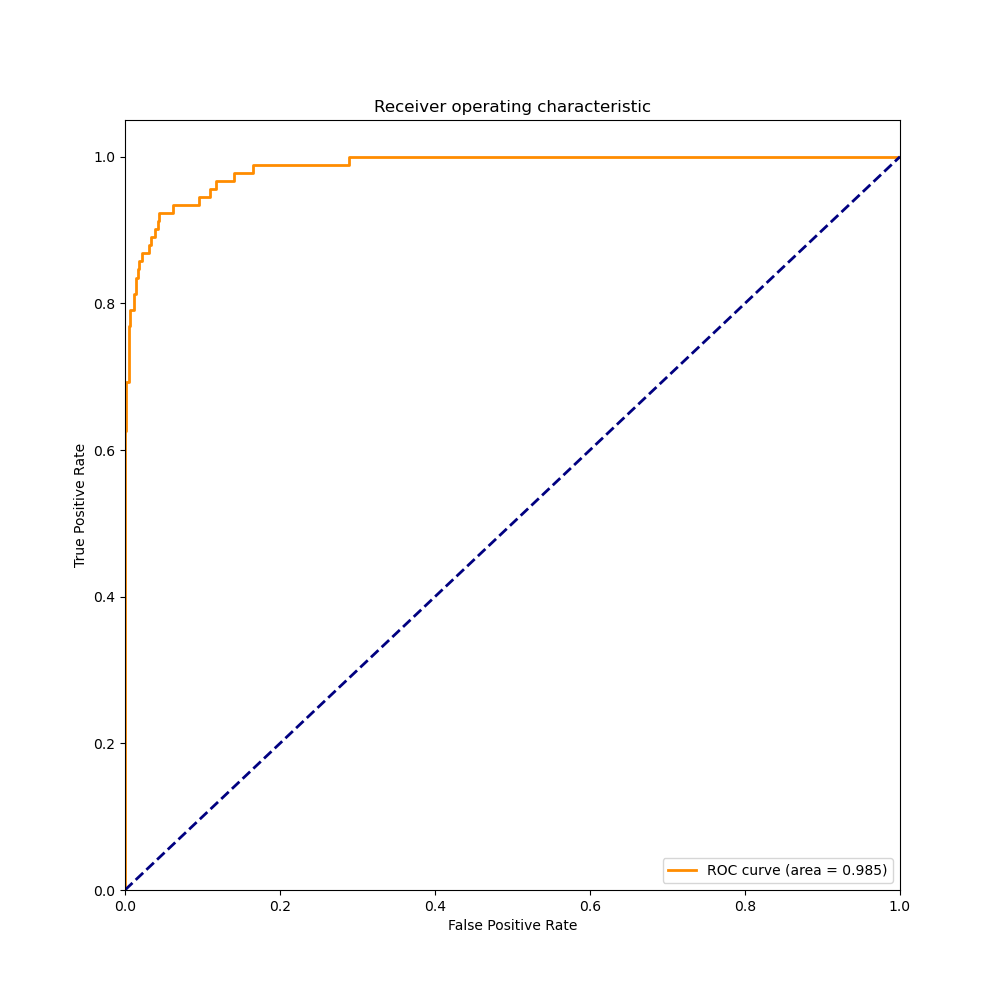 Receiver operating characteristic
1.0
0.8
0.6
0.4
0.2
0.0
True Positive Rate
ROC curve (area = 0.985)
0.0 0.2 0.4 0.6 0.8 1.0
False Positive Rate